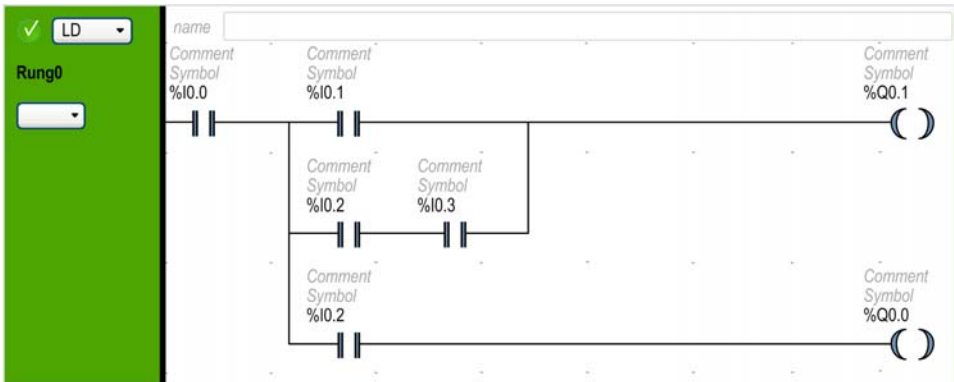 LD
name
Rung0
Comment Comment Comment
Symbol Symbol Symbol
%I0.0 %I0.1 %Q0.1
Comment Comment
Symbol Symbol
%I0.2 %I0.3
Comment Comment
Symbol Symbol
%I0.2 %Q0.0